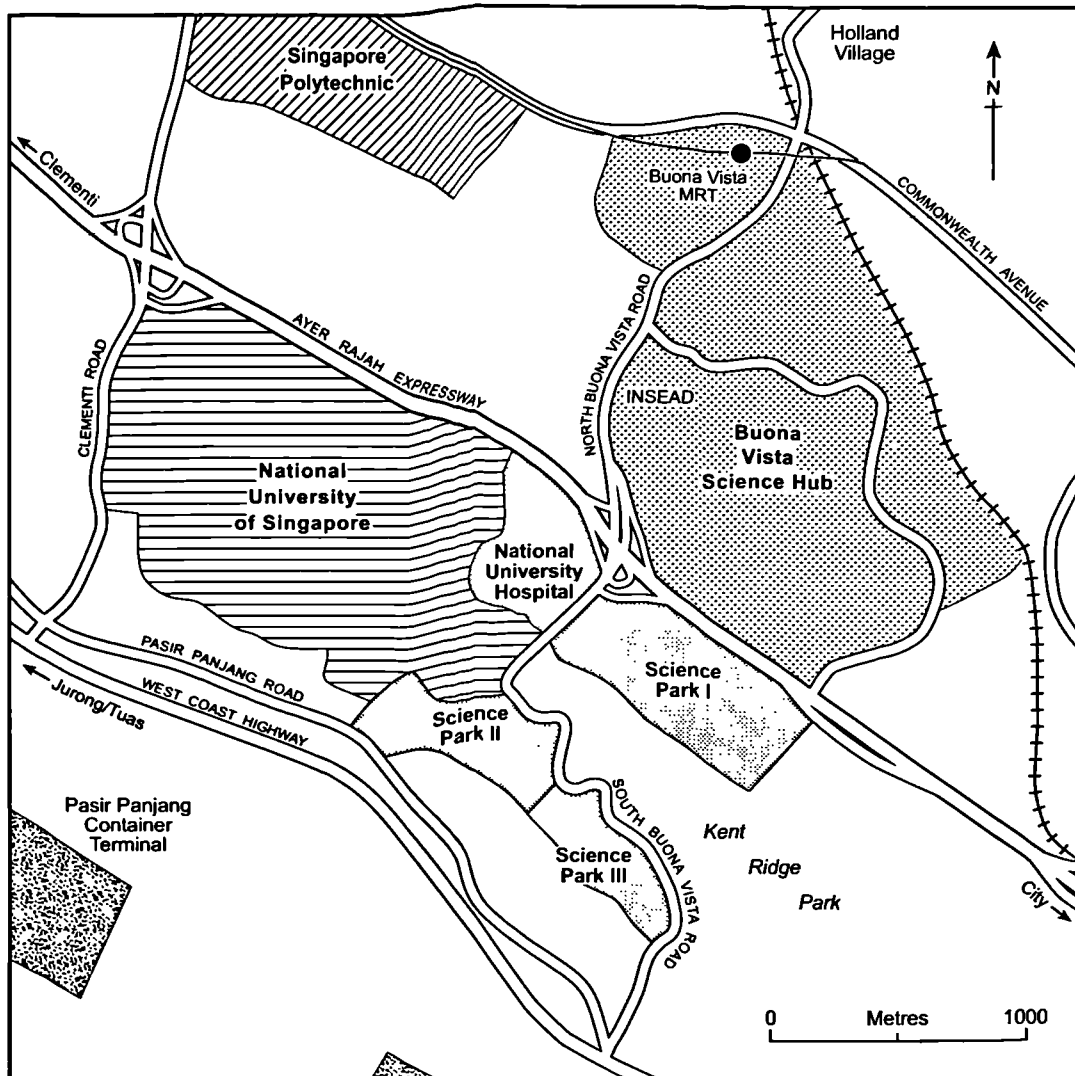 Holland
Village
Singapore
Polytechnic
N
Clementi
Buona Vista
MRT
COMMONWEALTH AVENUE
NORTH BUONA VISTA ROAD
AYER RAJAH EXPRESSWAY
CLEMENTI ROAD
INSEAD
Buona
Vista
Science Hub
National
University
of Singapore
National
University
Hospital
PASIR PANJANG ROAD
WEST COAST HIGHWAY
Jurong/Tuas
Science
Park I
Science
Park II
SOUTH BUONA VISTA ROAD
Pasir Panjang
Container
Terminal
Kent
Ridge
Park
Science
Park III
City
0 Metres 1000